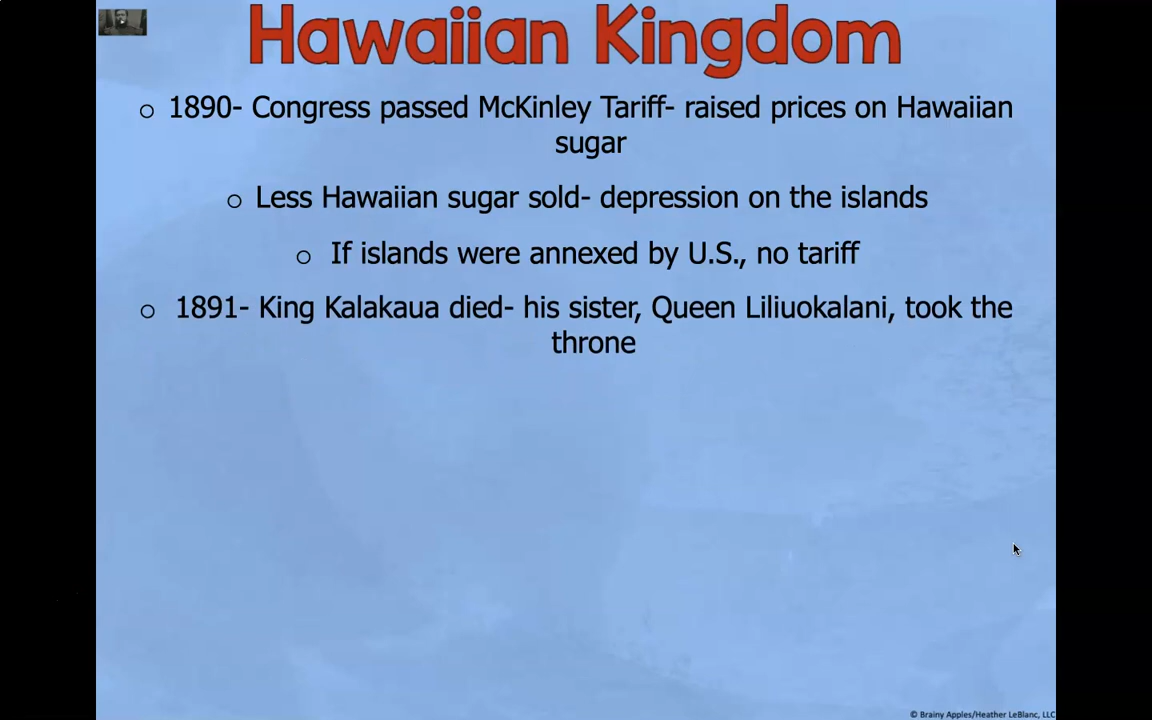 Hawaiian Kingdom
o 1890- Congress passed McKinley Tariff- raised prices on Hawaiian
sugar
o Less Hawaiian sugar sold- depression on the islands
o If islands were annexed by U.S., no tariff
o 1891- King Kalakaua died- his sister, Queen Liliuokalani, took the
throne
© Brainy Apples/Heather LeBlanc, LLC